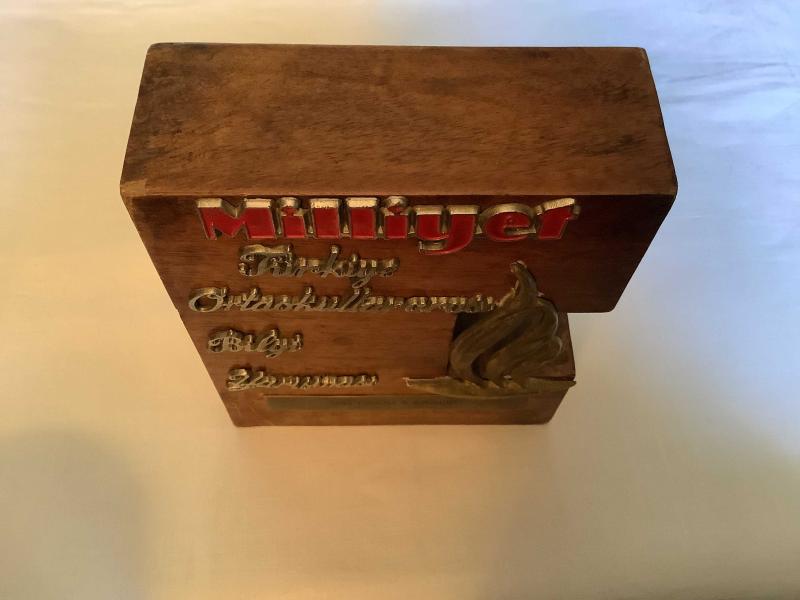 Milliyet
Türkiye
Ortaokullararası
Bilgi
Yarışması